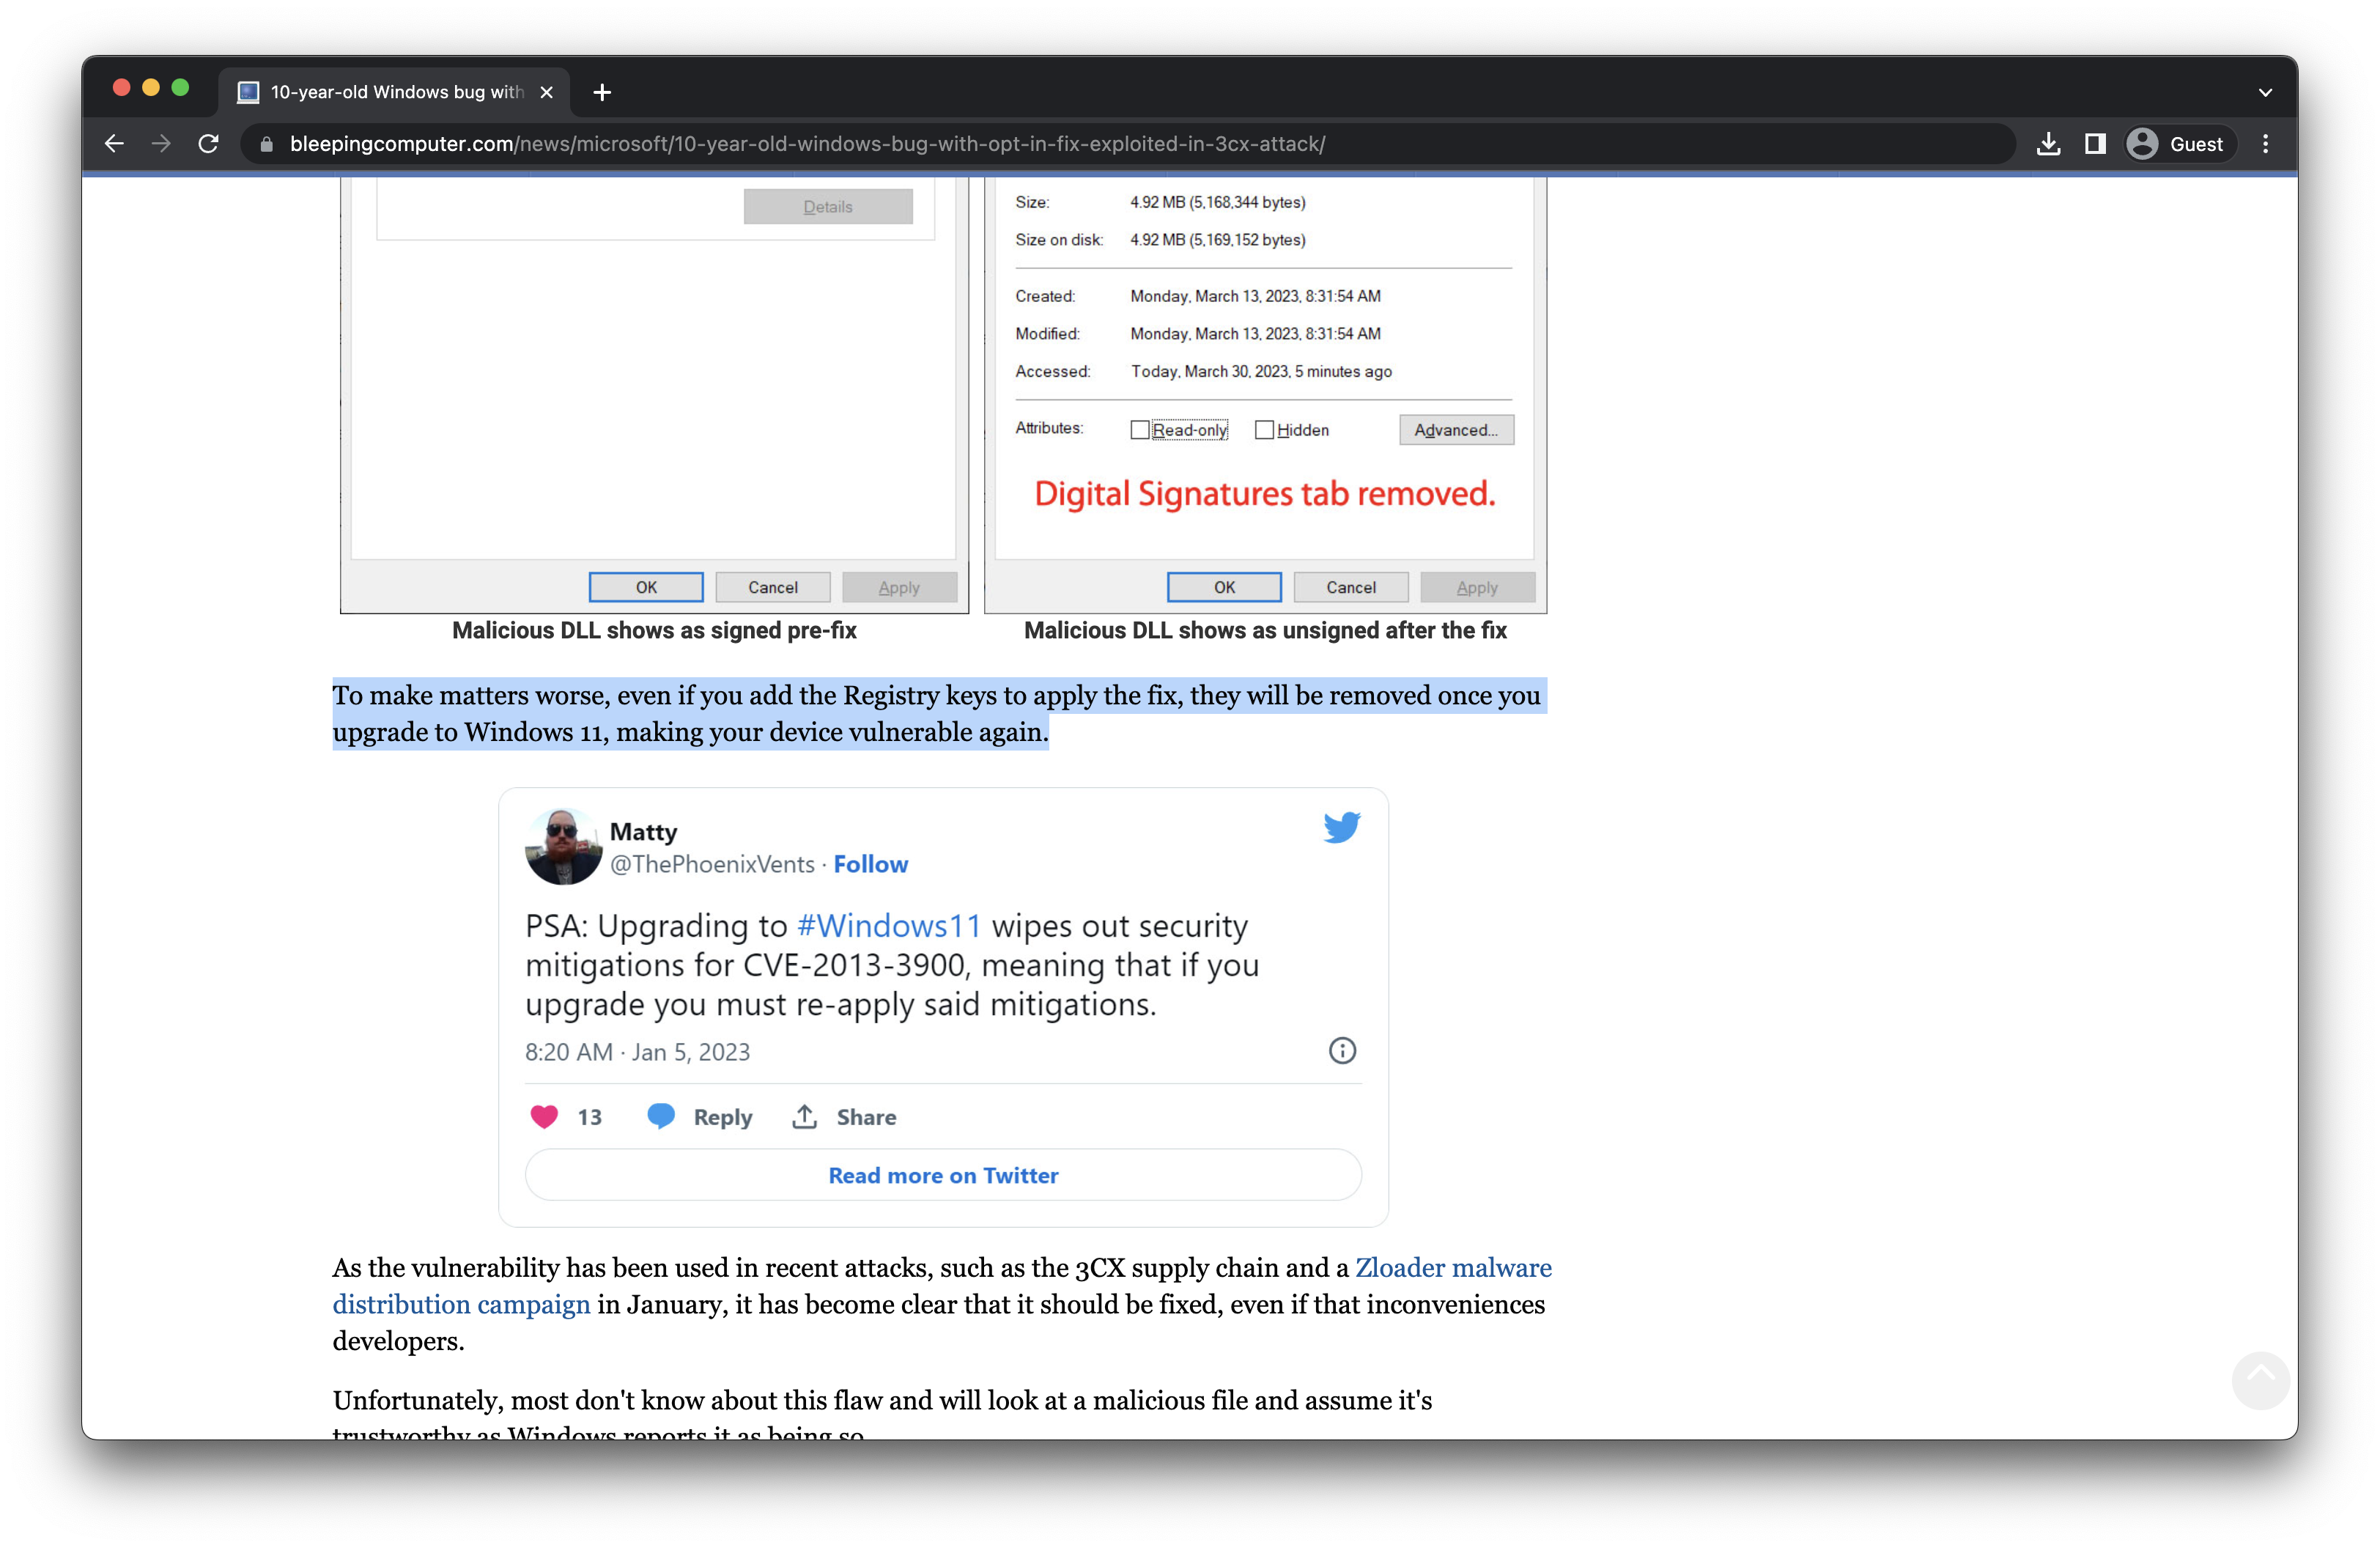 10-year-old Windows bug with
bleepingcomputer.com/news/microsoft/10-year-old-windows-bug-with-opt-in-fix-exploited-in-3cx-attack/
Guest
Details
Size: 4.92 MB (5,168,344 bytes)
Size on disk: 4.92 MB (5,169,152 bytes)
Created: Monday, March 13, 2023, 8:31:54 AM
Modified: Monday, March 13, 2023, 8:31:54 AM
Accessed: Today, March 30, 2023, 5 minutes ago
Attributes: Read-only Hidden Advanced...
Digital Signatures tab removed.
OK Cancel Apply
OK Cancel Apply
Malicious DLL shows as signed pre-fix
Malicious DLL shows as unsigned after the fix
To make matters worse, even if you add the Registry keys to apply the fix, they will be removed once you
upgrade to Windows 11, making your device vulnerable again.
Matty
@ThePhoenixVents · Follow
PSA: Upgrading to #Windows11 wipes out security
mitigations for CVE-2013-3900, meaning that if you
upgrade you must re-apply said mitigations.
8:20 AM · Jan 5, 2023
13 Reply Share
Read more on Twitter
As the vulnerability has been used in recent attacks, such as the 3CX supply chain and a Zloader malware
distribution campaign in January, it has become clear that it should be fixed, even if that inconveniences
developers.
Unfortunately, most don't know about this flaw and will look at a malicious file and assume it's
trustworthy as Windows reports it as being so.